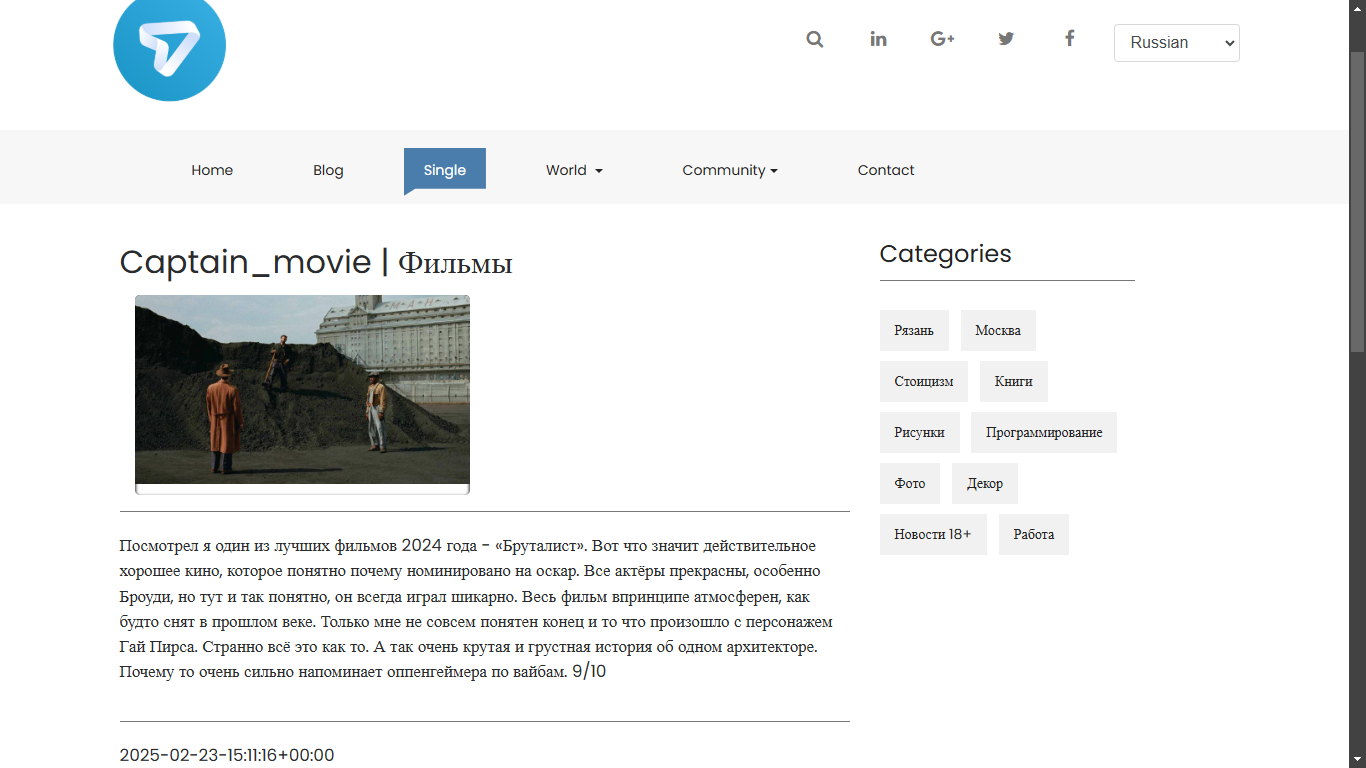 Russian
Home Blog Single World Community Contact
Captain_movie | Фильмы
Посмотрел я один из лучших фильмов 2024 года - «Бруталист». Вот что значит действительное
хорошее кино, которое понятно почему номинировано на оскар. Все актёры прекрасны, особенно
Броуди, но тут и так понятно, он всегда играл шикарно. Весь фильм впринципе атмосферен, как
будто снят в прошлом веке. Только мне не совсем понятен конец и то что произошло с персонажем
Гай Пирса. Странно всё это как то. А так очень крутая и грустная история об одном архитекторе.
Почему то очень сильно напоминает оппенгеймера по вайбам. 9/10
2025-02-23-15:11:16+00:00
Categories
Рязань Москва
Стоицизм Книги
Рисунки Программирование
Фото Декор
Новости 18+ Работа